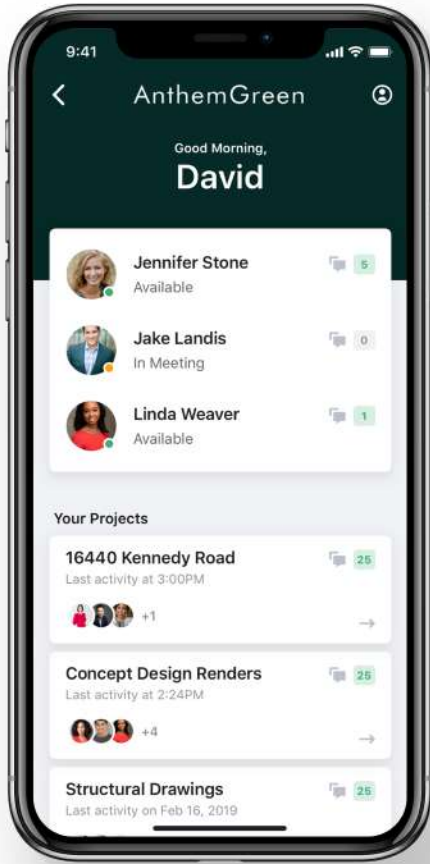 9:41
AnthemGreen
Good Morning,
David
Jennifer Stone
5
Available
Jake Landis
0
In Meeting
Linda Weaver
1
Available
Your Projects
16440 Kennedy Road
25
Last activity at 3:00PM
+1
Concept Design Renders
25
Last activity at 2:24PM
+4
Structural Drawings
25
Last activity on Feb 16, 2019